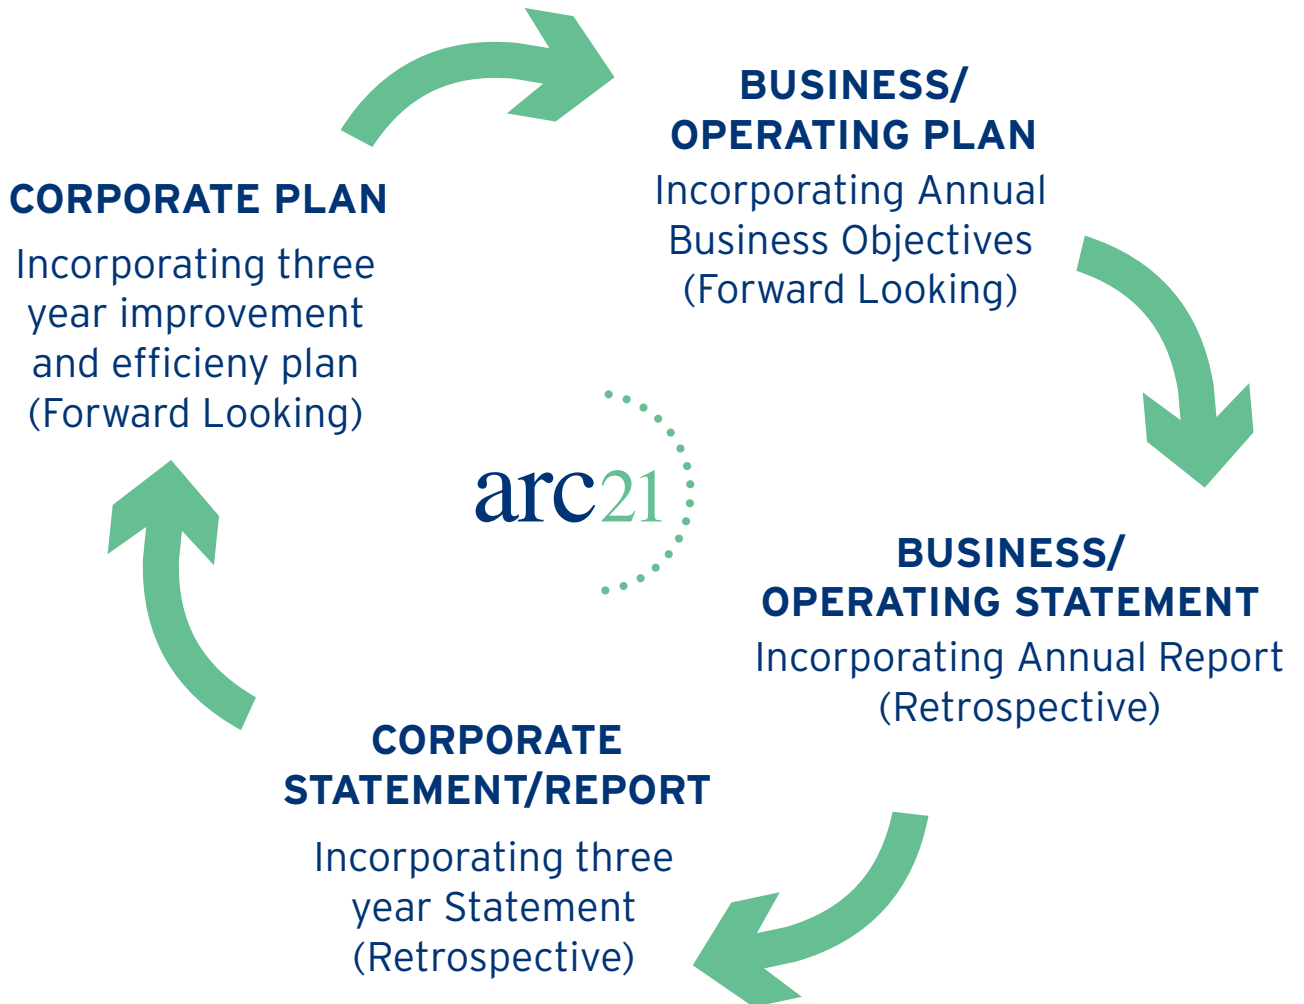 BUSINESS/
OPERATING PLAN
Incorporating Annual
Business Objectives
(Forward Looking)
CORPORATE PLAN
Incorporating three
year improvement
and efficieny plan
(Forward Looking)
arc21
BUSINESS/
OPERATING STATEMENT
Incorporating Annual Report
(Retrospective)
CORPORATE
STATEMENT/REPORT
Incorporating three
year Statement
(Retrospective)